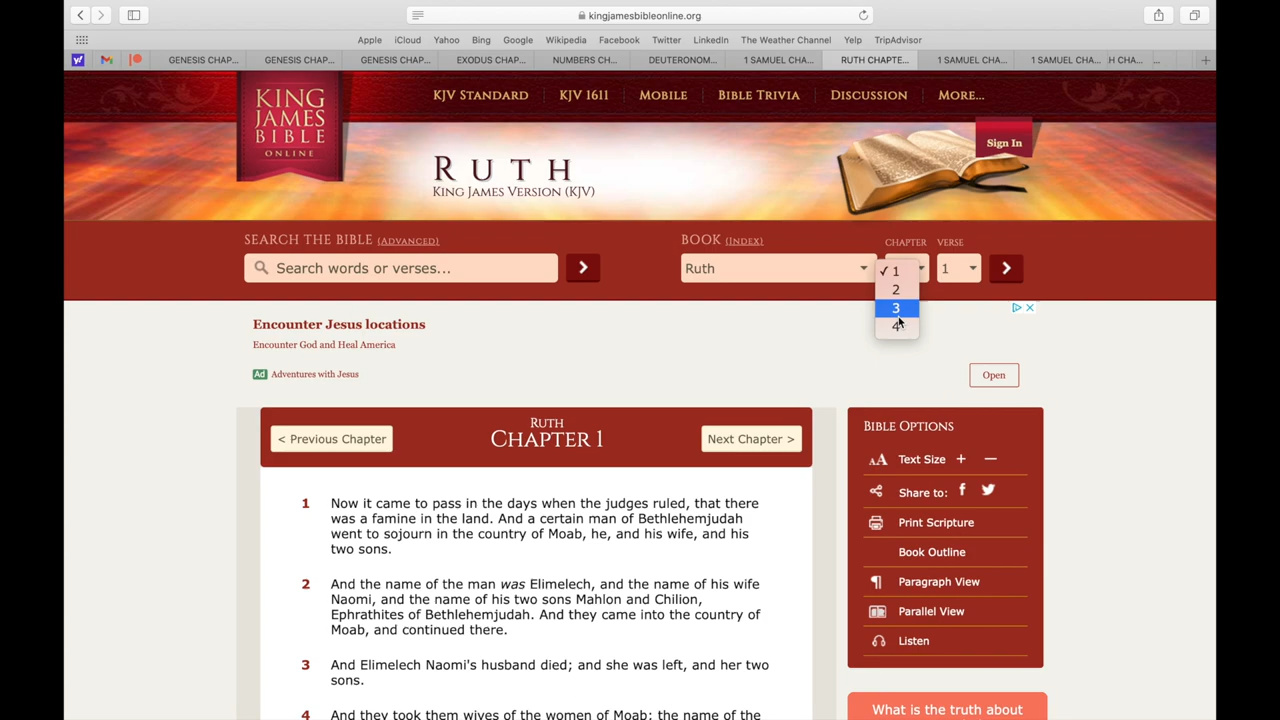 kingjamesbibleonline.org
Apple iCloud Yahoo Bing Google Wikipedia Facebook Twitter LinkedIn The Weather Channel Yelp TripAdvisor
GENESIS CHAP... GENESIS CHAP... GENESIS CHAP... EXODUS CHAP... NUMBERS CH... DEUTERONOM... 1 SAMUEL CHA... RUTH CHAPTE... 1 SAMUEL CHA... 1 SAMUEL CHA... H CHA... ...
KING
JAMES
BIBLE
ONLINE
KJV STANDARD KJV 1611 MOBILE BIBLE TRIVIA DISCUSSION MORE...
Sign In
RUTH
KING JAMES VERSION (KJV)
SEARCH THE BIBLE (ADVANCED)
Search words or verses...
BOOK (INDEX) CHAPTER VERSE
Ruth 1
✓ 1
2
3
4
Encounter Jesus locations
Encounter God and Heal America
Ad Adventures with Jesus
Open
< Previous Chapter
RUTH
CHAPTER 1
Next Chapter >
1 Now it came to pass in the days when the judges ruled, that there
was a famine in the land. And a certain man of Bethlehemjudah
went to sojourn in the country of Moab, he, and his wife, and his
two sons.
2 And the name of the man was Elimelech, and the name of his wife
Naomi, and the name of his two sons Mahlon and Chilion,
Ephrathites of Bethlehemjudah. And they came into the country of
Moab, and continued there.
3 And Elimelech Naomi's husband died; and she was left, and her two
sons.
4 And they took them wives of the women of Moab; the name of the
BIBLE OPTIONS
AA Text Size + −
Share to:
Print Scripture
Book Outline
Paragraph View
Parallel View
Listen
What is the truth about